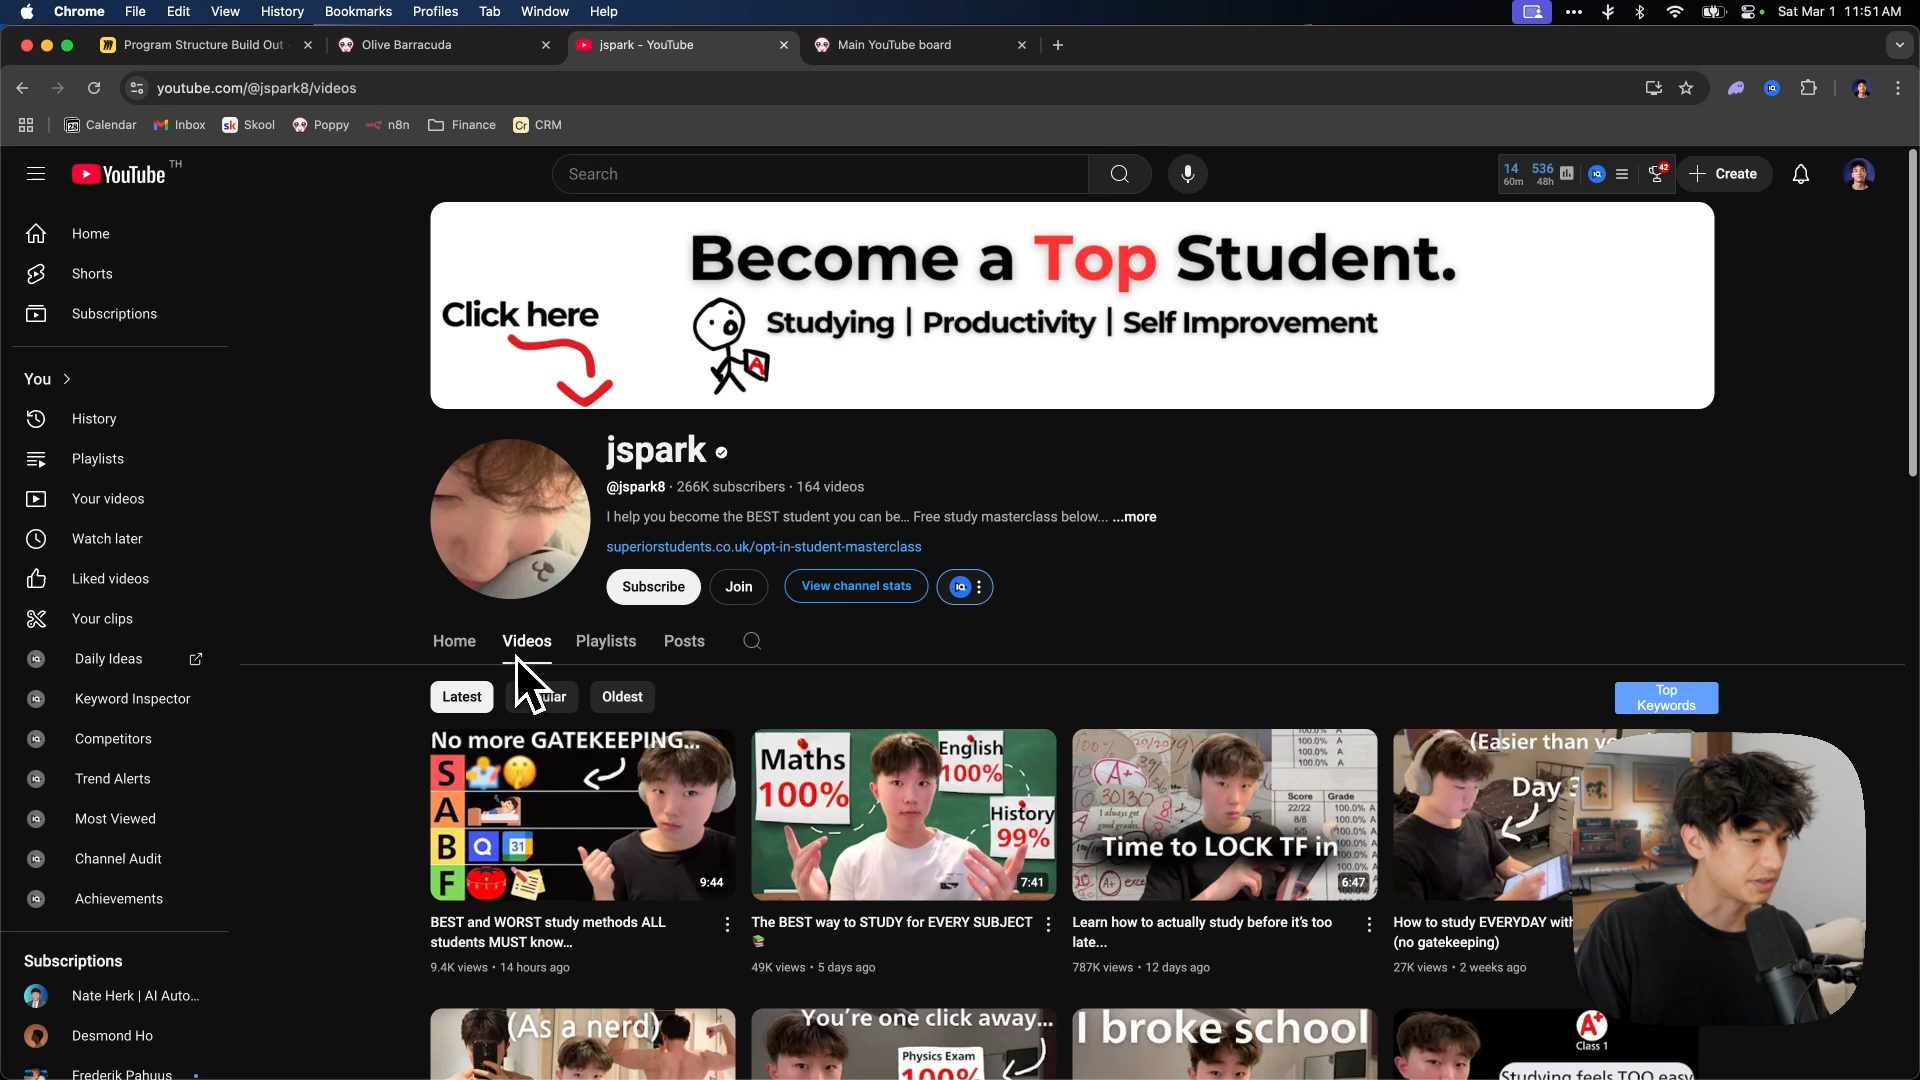 Chrome File Edit View History Bookmarks Profiles Tab Window Help
Sat Mar 1 11:51 AM
Program Structure Build Out
Olive Barracuda
jspark - YouTube
Main YouTube board
youtube.com/@jspark8/videos
Calendar Inbox Skool Poppy n8n Finance CRM
YouTube TH
Search
14 60m
536 48h
42
Create
Home
Shorts
Subscriptions
You
History
Playlists
Your videos
Watch later
Liked videos
Your clips
Daily Ideas
Keyword Inspector
Competitors
Trend Alerts
Most Viewed
Channel Audit
Achievements
Subscriptions
Nate Herk | AI Auto...
Desmond Ho
Frederik Pahuus
Become a Top Student.
Click here
Studying | Productivity | Self Improvement
jspark
@jspark8 · 266K subscribers · 164 videos
I help you become the BEST student you can be... Free study masterclass below... ...more
superiorstudents.co.uk/opt-in-student-masterclass
Subscribe
Join
View channel stats
Home Videos Playlists Posts
Latest
Oldest
Top
Keywords
No more GATEKEEPING...
S
A
B
F
9:44
BEST and WORST study methods ALL
students MUST know...
9.4K views • 14 hours ago
Maths
100%
English
100%
History
99%
7:41
The BEST way to STUDY for EVERY SUBJECT
49K views • 5 days ago
A+
Score Grade
22/22 100.0% A
Time to LOCK TF in
6:47
Learn how to actually study before it's too
late...
787K views • 12 days ago
(Easier than
Day
How to study EVERYDAY
(no gatekeeping)
27K views • 2 weeks ago
(As a nerd)
You're one click away...
Physics Exam
100%
I broke school
A+
Class 1
Studying feels TOO easy